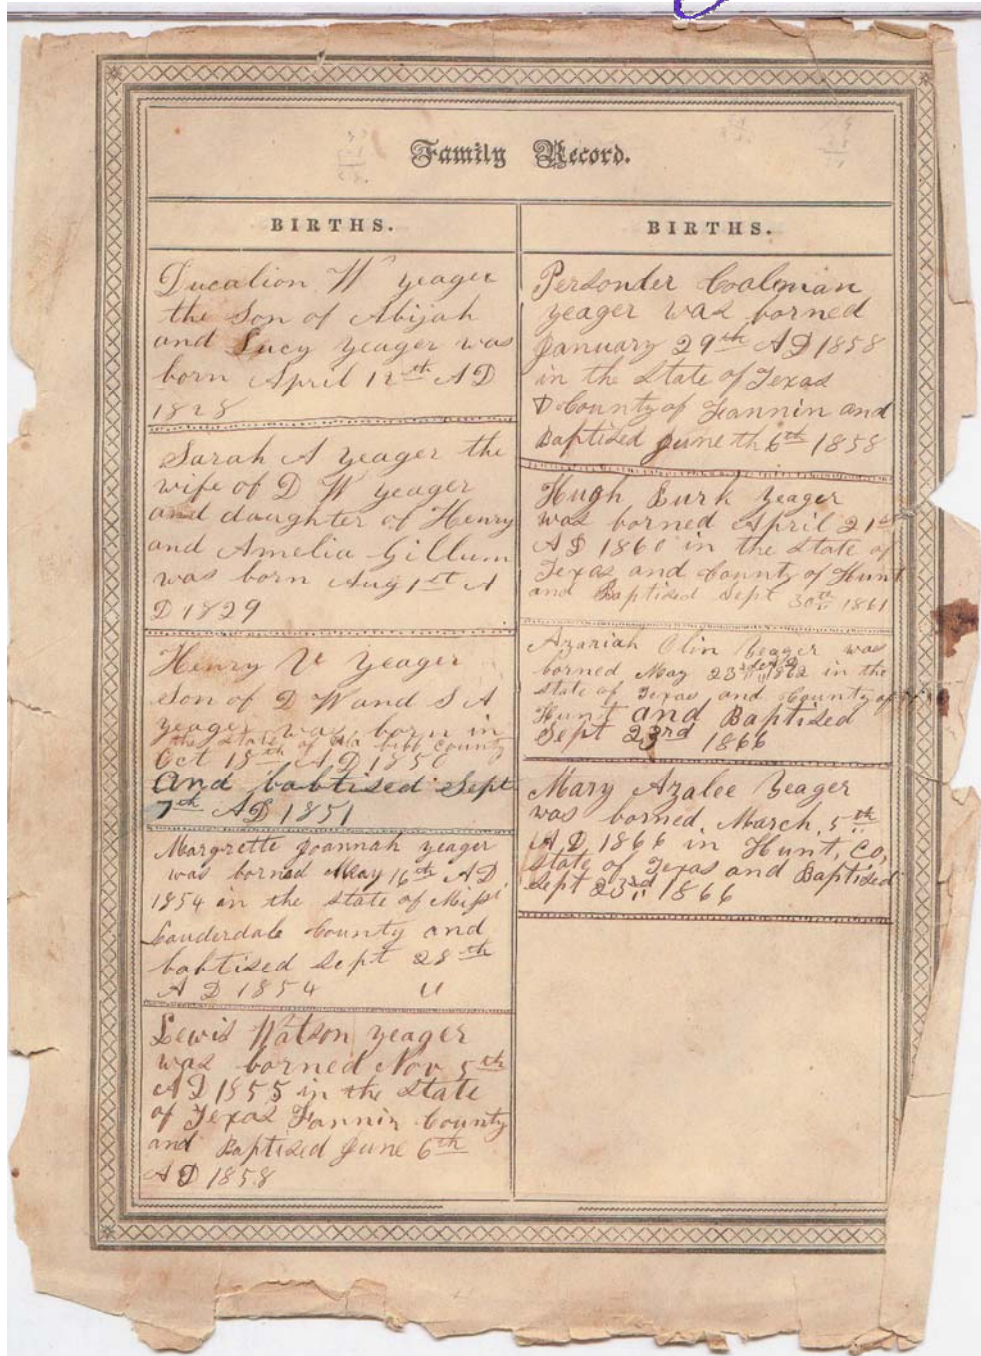 Family Record.
BIRTHS.
Ducalion W yeager
the Son of Abijah
and Lucy yeager was
born April 12th AD
1828
Sarah A yeager the
wife of D W yeager
and daughter of Henry
and Amelia Gillum
was born Aug 1st A
D 1829
Henry V yeager
Son of D W and S A
yeager was born in
the State of Ala bibb County
Oct 18th A D 1850
and babtised Sept
7th AD 1851
Margrette Joannah yeager
was borned May 16th AD
1854 in the state of Missi
Lauderdale County and
babtised Sept 28th
A D 1854
Lewis Watson yeager
was borned Nov 5th
AD 1855 in the State
of Texas Fannin County
and Baptised June 6th
AD 1858
BIRTHS.
Personder Coaleman
yeager was borned
January 29th AD 1858
in the State of Texas
County of Feannin and
Baptised June th 6th 1858
Hugh Burk Yeager
was borned April 21st
AD 1860 in the State of
Texas and County of Hunt
and Baptised Sept 30th 1861
Azariah Olin Yeager was
borned May 23rd 1862 in the
State of Texas and County of
Hunt and Baptised
Sept 23rd 1866
Mary Azalee Yeager
was borned, March, 5th
A,D, 1866 in Hunt, Co,
State of Texas and Baptised
Sept 23rd 1866